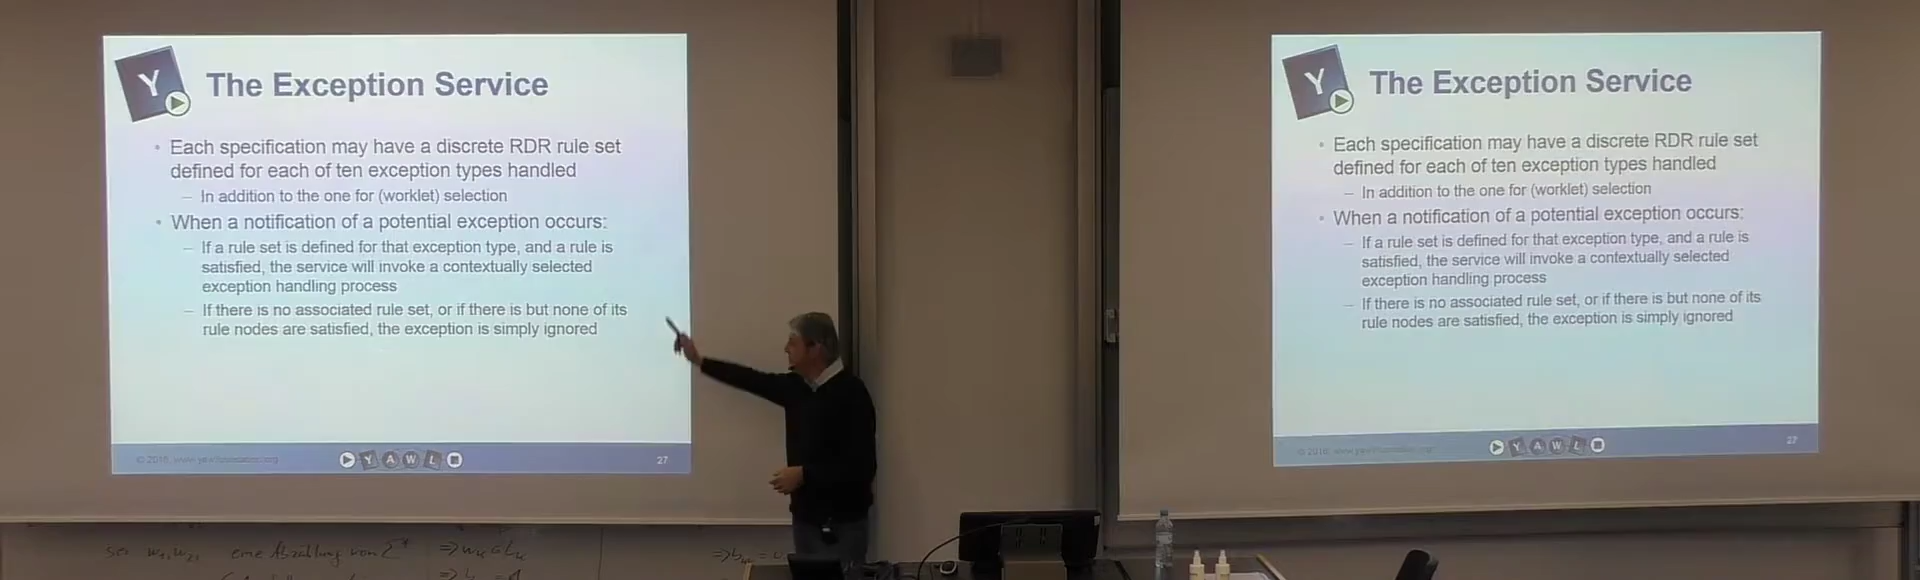 Y
The Exception Service
• Each specification may have a discrete RDR rule set
defined for each of ten exception types handled
– In addition to the one for (worklet) selection
• When a notification of a potential exception occurs:
– If a rule set is defined for that exception type, and a rule is
satisfied, the service will invoke a contextually selected
exception handling process
– If there is no associated rule set, or if there is but none of its
rule nodes are satisfied, the exception is simply ignored
© 2016, www.yawlfoundation.org
Y A W L
27
Y
The Exception Service
• Each specification may have a discrete RDR rule set
defined for each of ten exception types handled
– In addition to the one for (worklet) selection
• When a notification of a potential exception occurs:
– If a rule set is defined for that exception type, and a rule is
satisfied, the service will invoke a contextually selected
exception handling process
– If there is no associated rule set, or if there is but none of its
rule nodes are satisfied, the exception is simply ignored
© 2016, www.yawlfoundation.org
Y A W L
27
eine Abzählung von Σ*